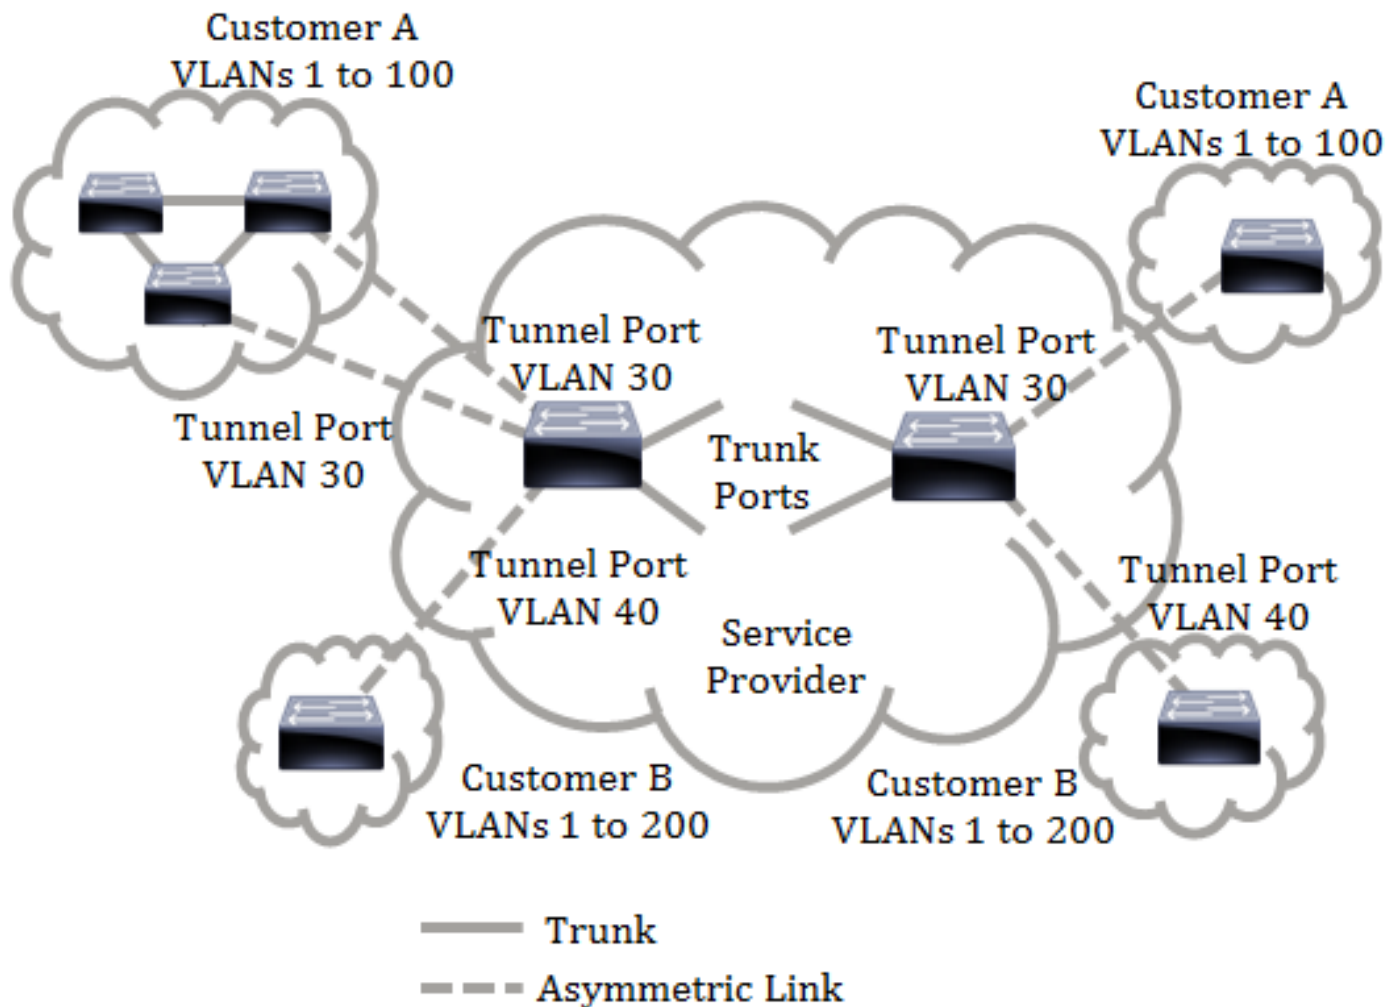 Customer A
VLANs 1 to 100
Customer A
VLANs 1 to 100
Tunnel Port
VLAN 30
Tunnel Port
VLAN 30
Tunnel Port
VLAN 30
Trunk
Ports
Tunnel Port
VLAN 40
Tunnel Port
VLAN 40
Service
Provider
Customer B
VLANs 1 to 200
Customer B
VLANs 1 to 200
Trunk
Asymmetric Link